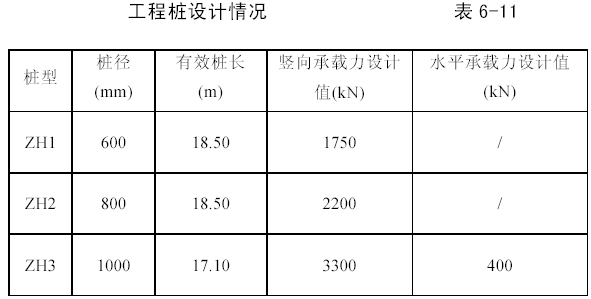 工程桩设计情况 表 6-11
桩型 桩径 (mm) 有效桩长 (m) 竖向承载力设计值(kN) 水平承载力设计值 (kN)
ZH1 600 18.50 1750 /
ZH2 800 18.50 2200 /
ZH3 1000 17.10 3300 400